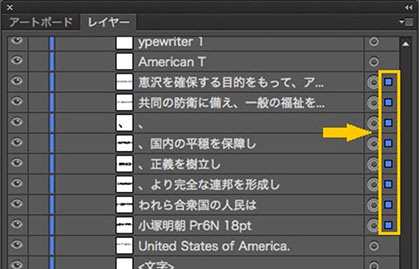 アートボード レイヤー
ypewriter 1
American T
恵沢を確保する目的をもって、ア...
共同の防衛に備え、一般の福祉を...
、
、国内の平穏を保障し
、正義を樹立し
、より完全な連邦を形成し
われら合衆国の人民は
小塚明朝 Pr6N 18pt
United States of America.
<文字>